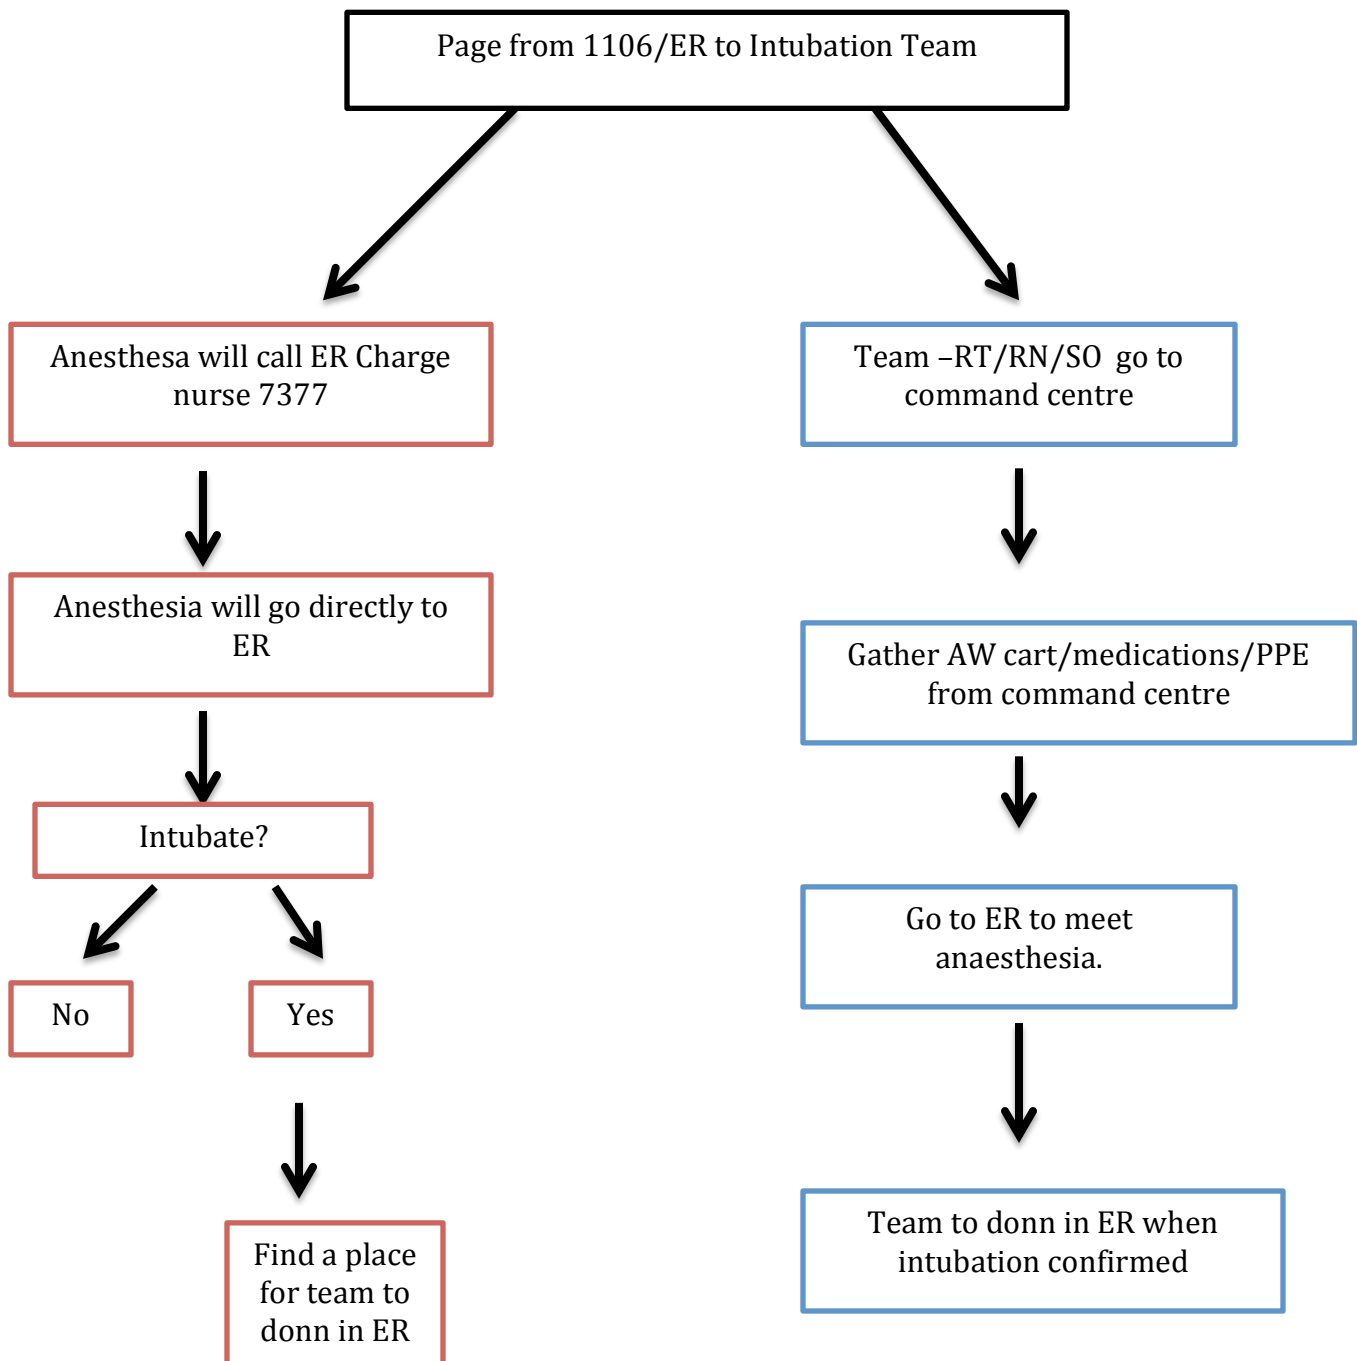 Page from 1106/ER to Intubation Team
Anesthesa will call ER Charge
nurse 7377
Anesthesia will go directly to
ER
Intubate?
No
Yes
Find a place
for team to
donn in ER
Team –RT/RN/SO  go to
command centre
Gather AW cart/medications/PPE
from command centre
Go to ER to meet
anaesthesia.
Team to donn in ER when
intubation confirmed